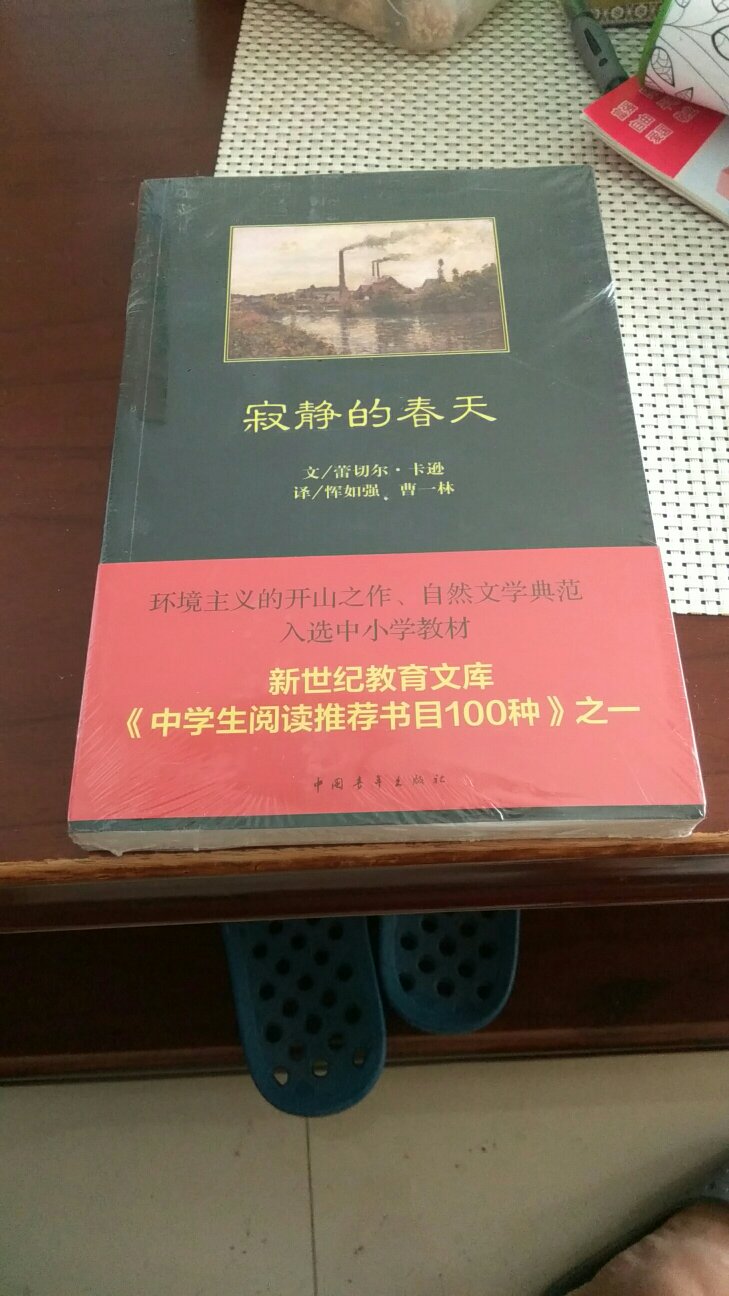 寂静的春天
文/蕾切尔·卡逊
译/恽如强 曹一林
环境主义的开山之作、自然文学典范
入选中小学教材
新世纪教育文库
《中学生阅读推荐书目100种》之一
中国青年出版社